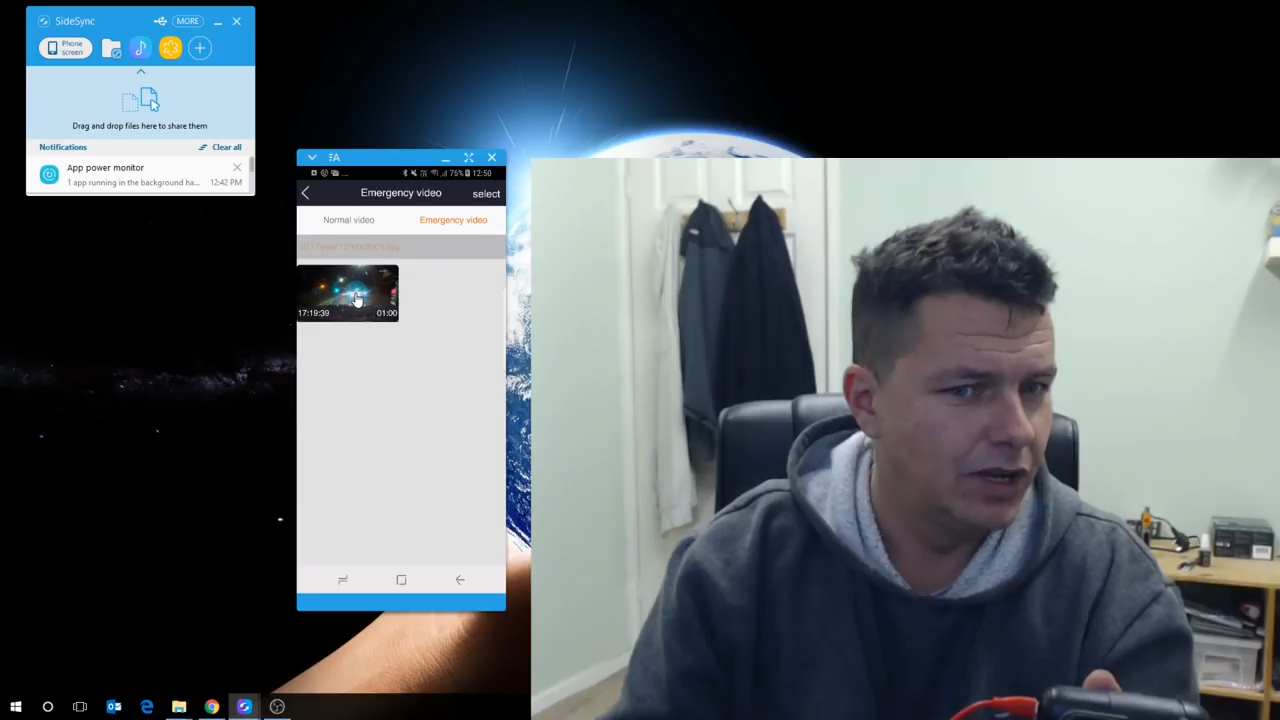 SideSync
MORE
Phone
screen
Drag and drop files here to share them
Notifications
Clear all
App power monitor
1 app running in the background ha...
12:42 PM
76% 12:50
Emergency video
select
Normal video
Emergency video
2017year12month01day
17:19:39
01:00